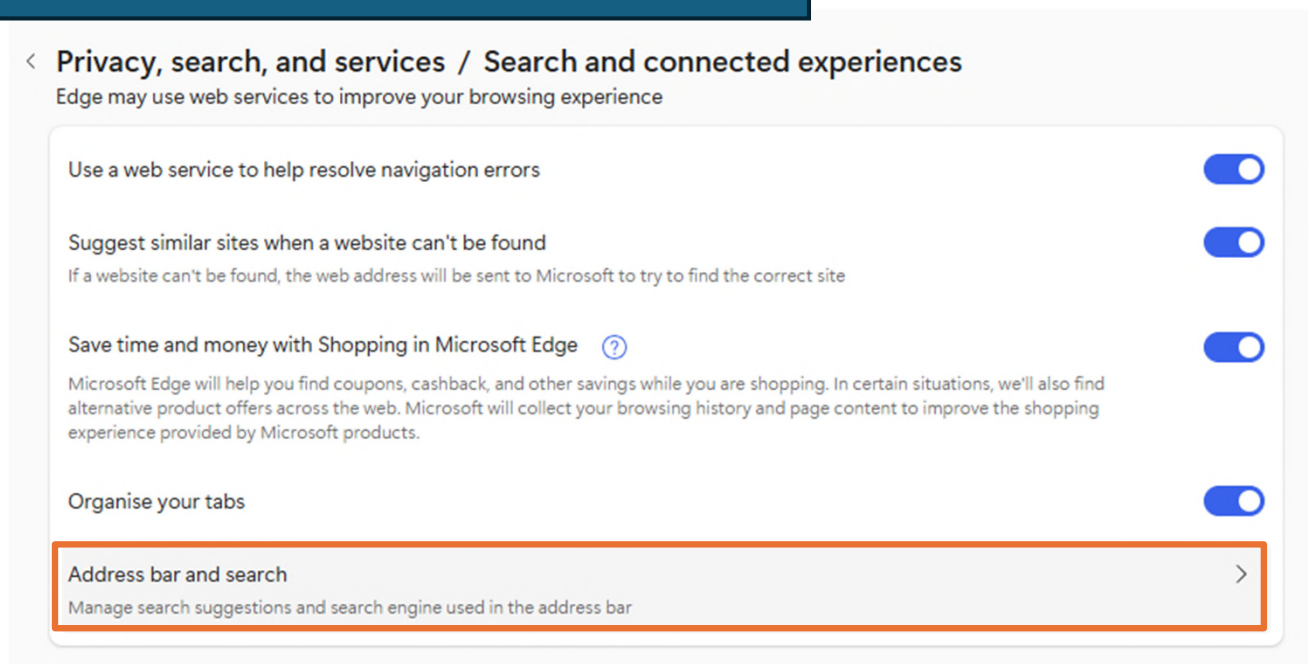 Privacy, search, and services / Search and connected experiences
Edge may use web services to improve your browsing experience
Use a web service to help resolve navigation errors
Suggest similar sites when a website can't be found
If a website can't be found, the web address will be sent to Microsoft to try to find the correct site
Save time and money with Shopping in Microsoft Edge ?
Microsoft Edge will help you find coupons, cashback, and other savings while you are shopping. In certain situations, we'll also find
alternative product offers across the web. Microsoft will collect your browsing history and page content to improve the shopping
experience provided by Microsoft products.
Organise your tabs
Address bar and search
Manage search suggestions and search engine used in the address bar